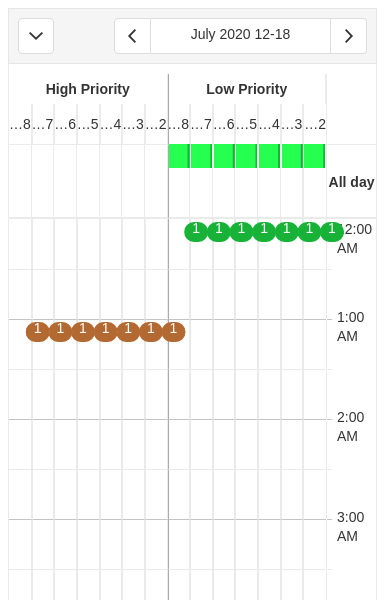 July 2020 12-18
High Priority Low Priority
...8 ...7 ...6 ...5 ...4 ...3 ...2 ...8 ...7 ...6 ...5 ...4 ...3 ...2
All day
1 1 1 1 1 1 1
2:00
AM
1:00
1 1 1 1 1 1 1
AM
2:00
AM
3:00
AM